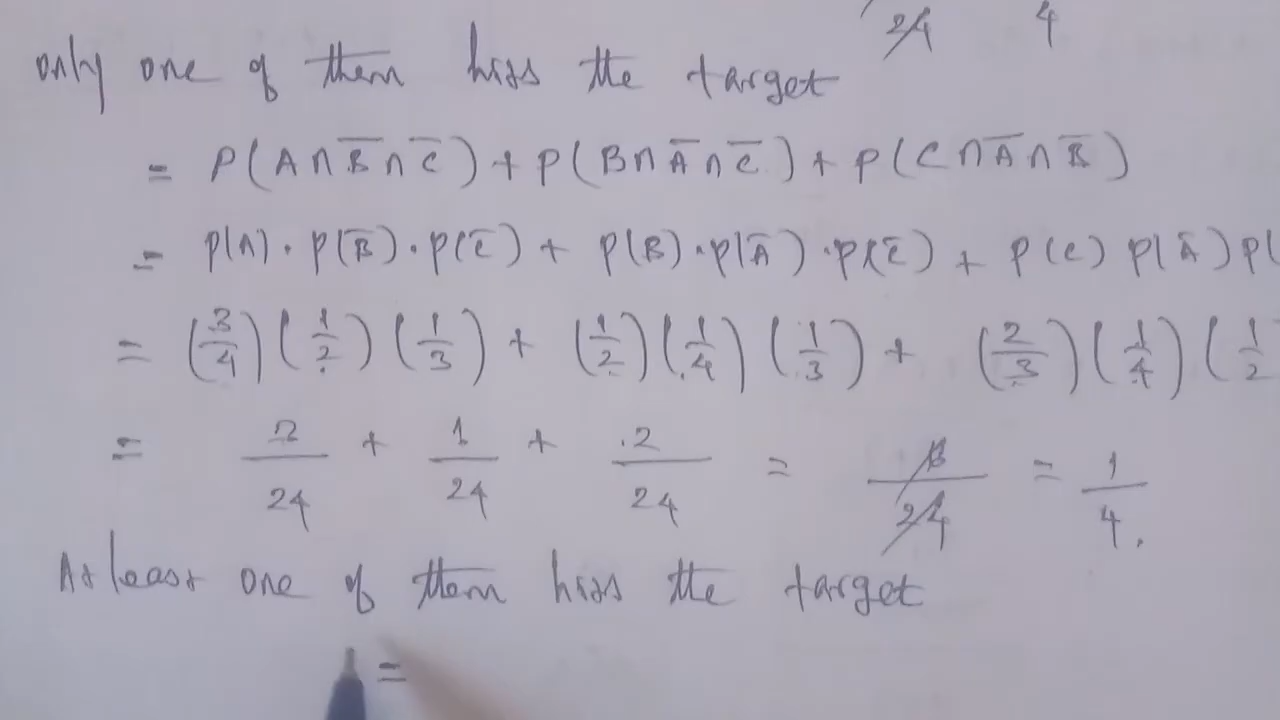 2/4 4
only one of them hits the target
= P(A∩B̅∩C̅) + P(B∩A̅∩C̅) + P(C∩A̅∩B̅)
= P(A)·P(B̅)·P(C̅) + P(B)·P(A̅)·P(C̅) + P(C) P(A̅) P(
= (3/4)(1/2)(1/3) + (1/2)(1/4)(1/3) + (2/3)(1/4)(1/2
= 3/24 + 1/24 + 2/24 = 6/24 = 1/4.
At least one of them hits the target
=